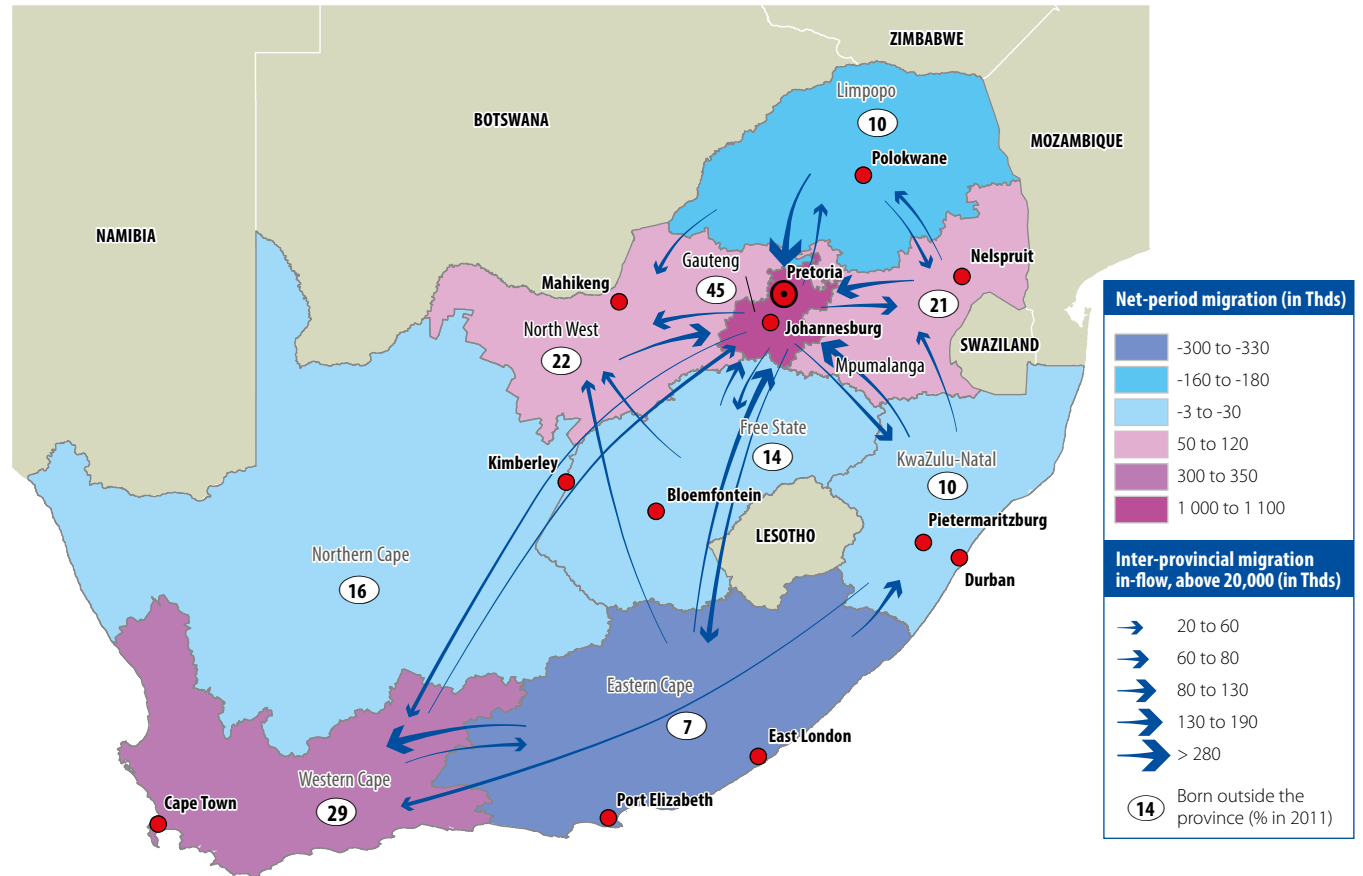 ZIMBABWE
Limpopo
10
BOTSWANA
MOZAMBIQUE
Polokwane
NAMIBIA
Gauteng
45
Pretoria
Nelspruit
Mahikeng
21
North West
22
Johannesburg
SWAZILAND
Mpumalanga
Free State
14
KwaZulu-Natal
10
Kimberley
Bloemfontein
Pietermaritzburg
LESOTHO
Durban
Northern Cape
16
Eastern Cape
7
East London
Western Cape
29
Cape Town
Port Elizabeth
Net-period migration (in Thds)
-300 to -330
-160 to -180
-3 to -30
50 to 120
300 to 350
1 000 to 1 100
Inter-provincial migration
in-flow, above 20,000 (in Thds)
20 to 60
60 to 80
80 to 130
130 to 190
> 280
14 Born outside the
province (% in 2011)